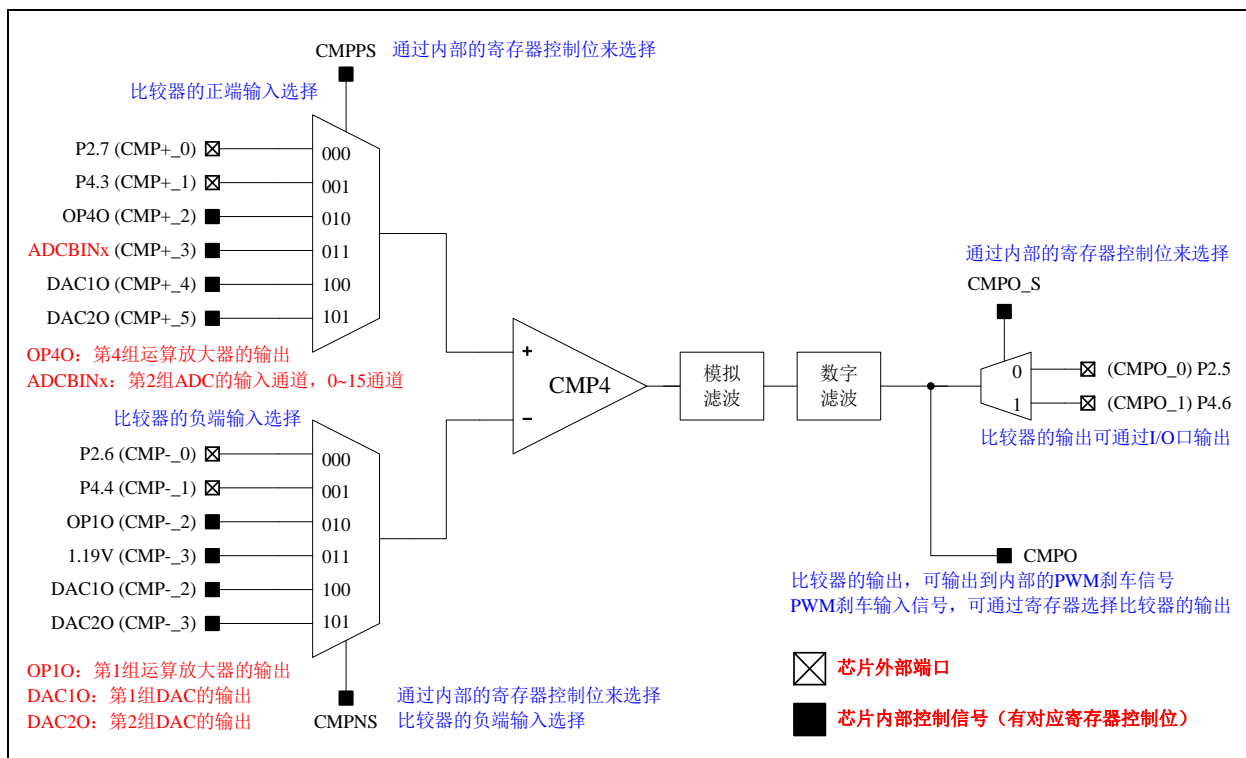 CMPPS 通过内部的寄存器控制位来选择
比较器的正端输入选择
P2.7 (CMP+_0) 000
P4.3 (CMP+_1) 001
OP4O (CMP+_2) 010
ADCBINx (CMP+_3) 011
DAC1O (CMP+_4) 100
DAC2O (CMP+_5) 101
OP4O：第4组运算放大器的输出
ADCBINx：第2组ADC的输入通道，0~15通道
比较器的负端输入选择
P2.6 (CMP-_0) 000
P4.4 (CMP-_1) 001
OP1O (CMP-_2) 010
1.19V (CMP-_3) 011
DAC1O (CMP-_2) 100
DAC2O (CMP-_3) 101
OP1O：第1组运算放大器的输出
DAC1O：第1组DAC的输出
DAC2O：第2组DAC的输出
CMPNS
通过内部的寄存器控制位来选择
比较器的负端输入选择
+
CMP4
−
模拟
滤波
数字
滤波
通过内部的寄存器控制位来选择
CMPO_S
0 (CMPO_0) P2.5
1 (CMPO_1) P4.6
比较器的输出可通过I/O口输出
CMPO
比较器的输出，可输出到内部的PWM刹车信号
PWM刹车输入信号，可通过寄存器选择比较器的输出
芯片外部端口
芯片内部控制信号（有对应寄存器控制位）